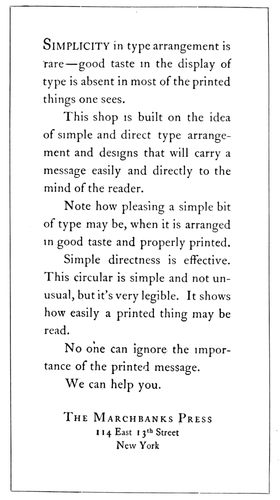 SIMPLICITY in type arrangement is
rare—good taste in the display of
type is absent in most of the printed
things one sees.
This shop is built on the idea
of simple and direct type arrange-
ment and designs that will carry a
message easily and directly to the
mind of the reader.
Note how pleasing a simple bit
of type may be, when it is arranged
in good taste and properly printed.
Simple directness is effective.
This circular is simple and not un-
usual, but it's very legible. It shows
how easily a printed thing may be
read.
No one can ignore the impor-
tance of the printed message.
We can help you.
THE MARCHBANKS PRESS
114 East 13th Street
New York